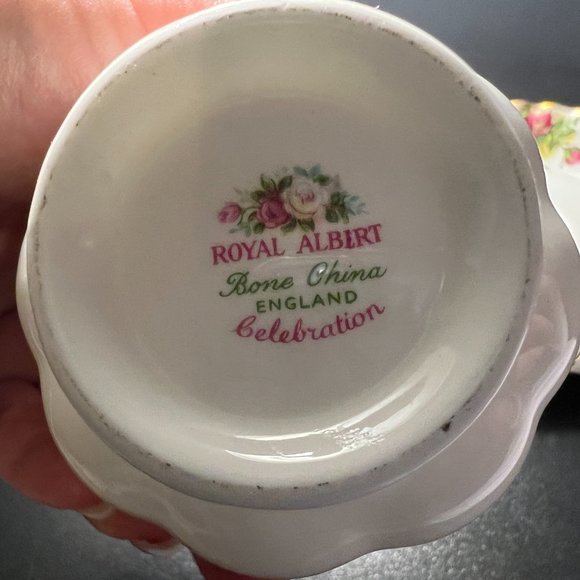 ROYAL ALBERT
Bone China
ENGLAND
Celebration